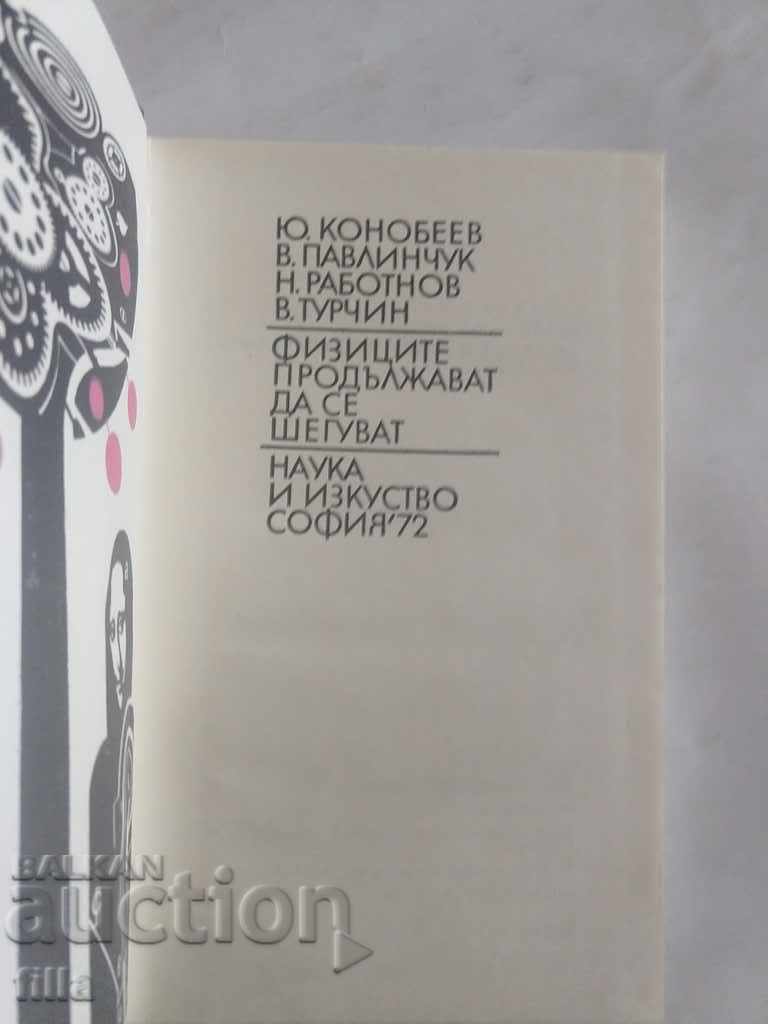 Ю. КОНОБЕЕВ
В. ПАВЛИНЧУК
Н. РАБОТНОВ
В. ТУРЧИН
ФИЗИЦИТЕ
ПРОДЪЛЖАВАТ
ДА СЕ
ШЕГУВАТ
НАУКА
И ИЗКУСТВО
СОФИЯ'72
BALKAN
auction
filla